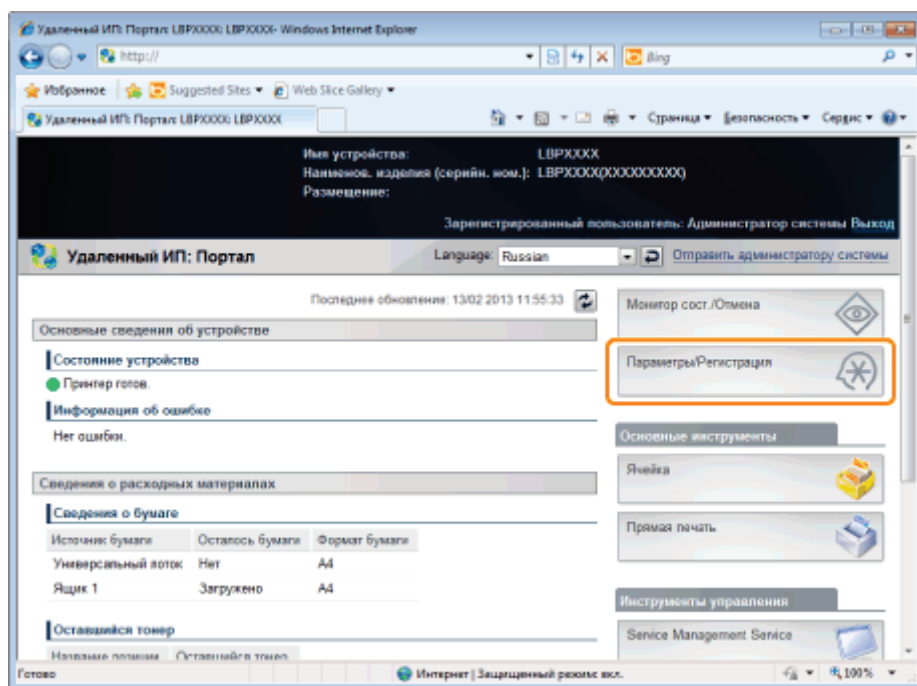 Удаленный ИП: Портал: LBPXXXX: LBPXXXX- Windows Internet Explorer
http://
Bing
Избранное Suggested Sites Web Slice Gallery
Удаленный ИП: Портал: LBPXXXX: LBPXXXX
Страница Безопасность Сервис
Имя устройства: LBPXXXX
Наименов. изделия (серийн. ном.): LBPXXXX(XXXXXXXXX)
Размещение:
Зарегистрированный пользователь: Администратор системы Выход
Удаленный ИП: Портал
Language: Russian
Отправить администратору системы
Последнее обновление: 13/02 2013 11:55:33
Основные сведения об устройстве
Состояние устройства
Принтер готов.
Информация об ошибке
Нет ошибки.
Сведения о расходных материалах
Сведения о бумаге
Источник бумаги Осталось бумаги Формат бумаги
Универсальный лоток Нет A4
Ящик 1 Загружено A4
Оставшийся тонер
Название позиции Оставшийся тонер
Монитор сост./Отмена
Параметры/Регистрация
Основные инструменты
Ячейка
Прямая печать
Инструменты управления
Service Management Service
Готово
Интернет | Защищенный режим: вкл.
100%